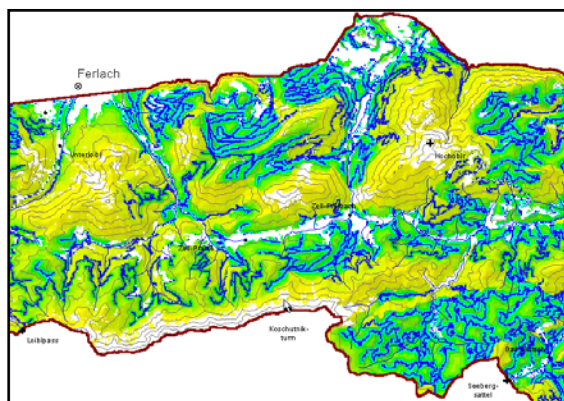 Ferlach
Unterloibl
Hochobir
Zell-Pfarre
Koschutnik-
turm
Loiblpass
Seeberg-
sattel